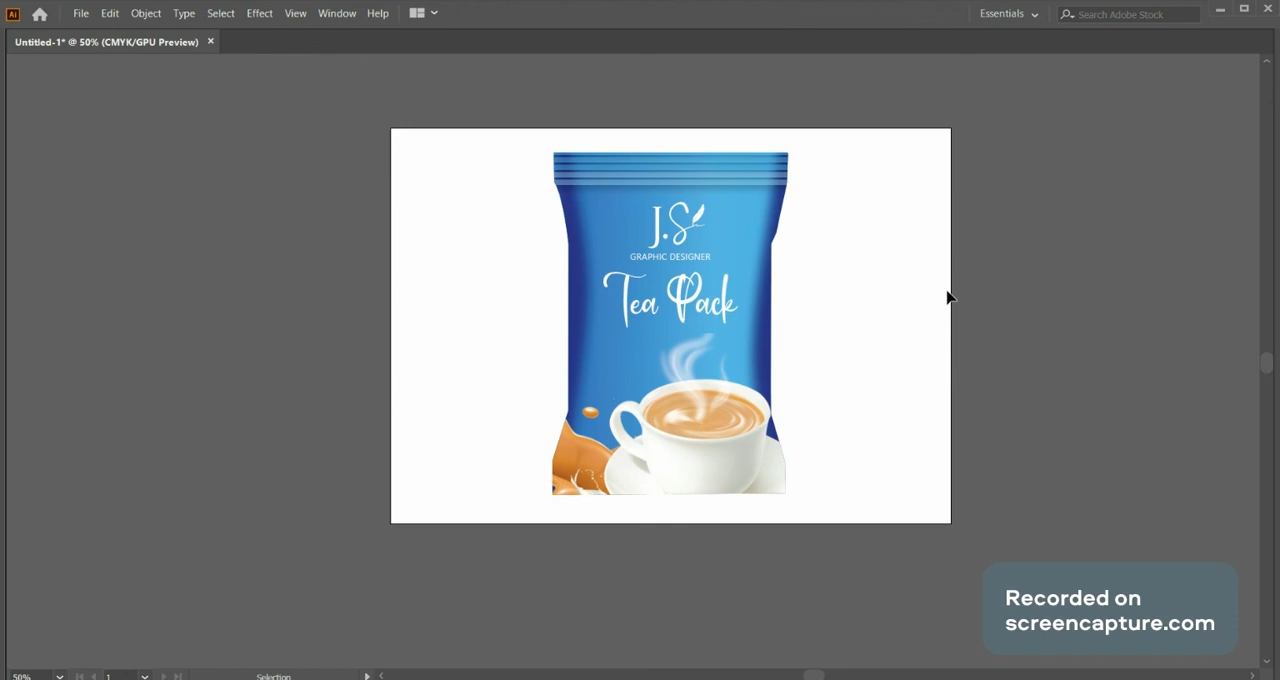 Ai File Edit Object Type Select Effect View Window Help Essentials Search Adobe Stock
Untitled-1* @ 50% (CMYK/GPU Preview) ×
J.S
GRAPHIC DESIGNER
Tea Pack
Recorded on
screencapture.com
50% 1 Selection